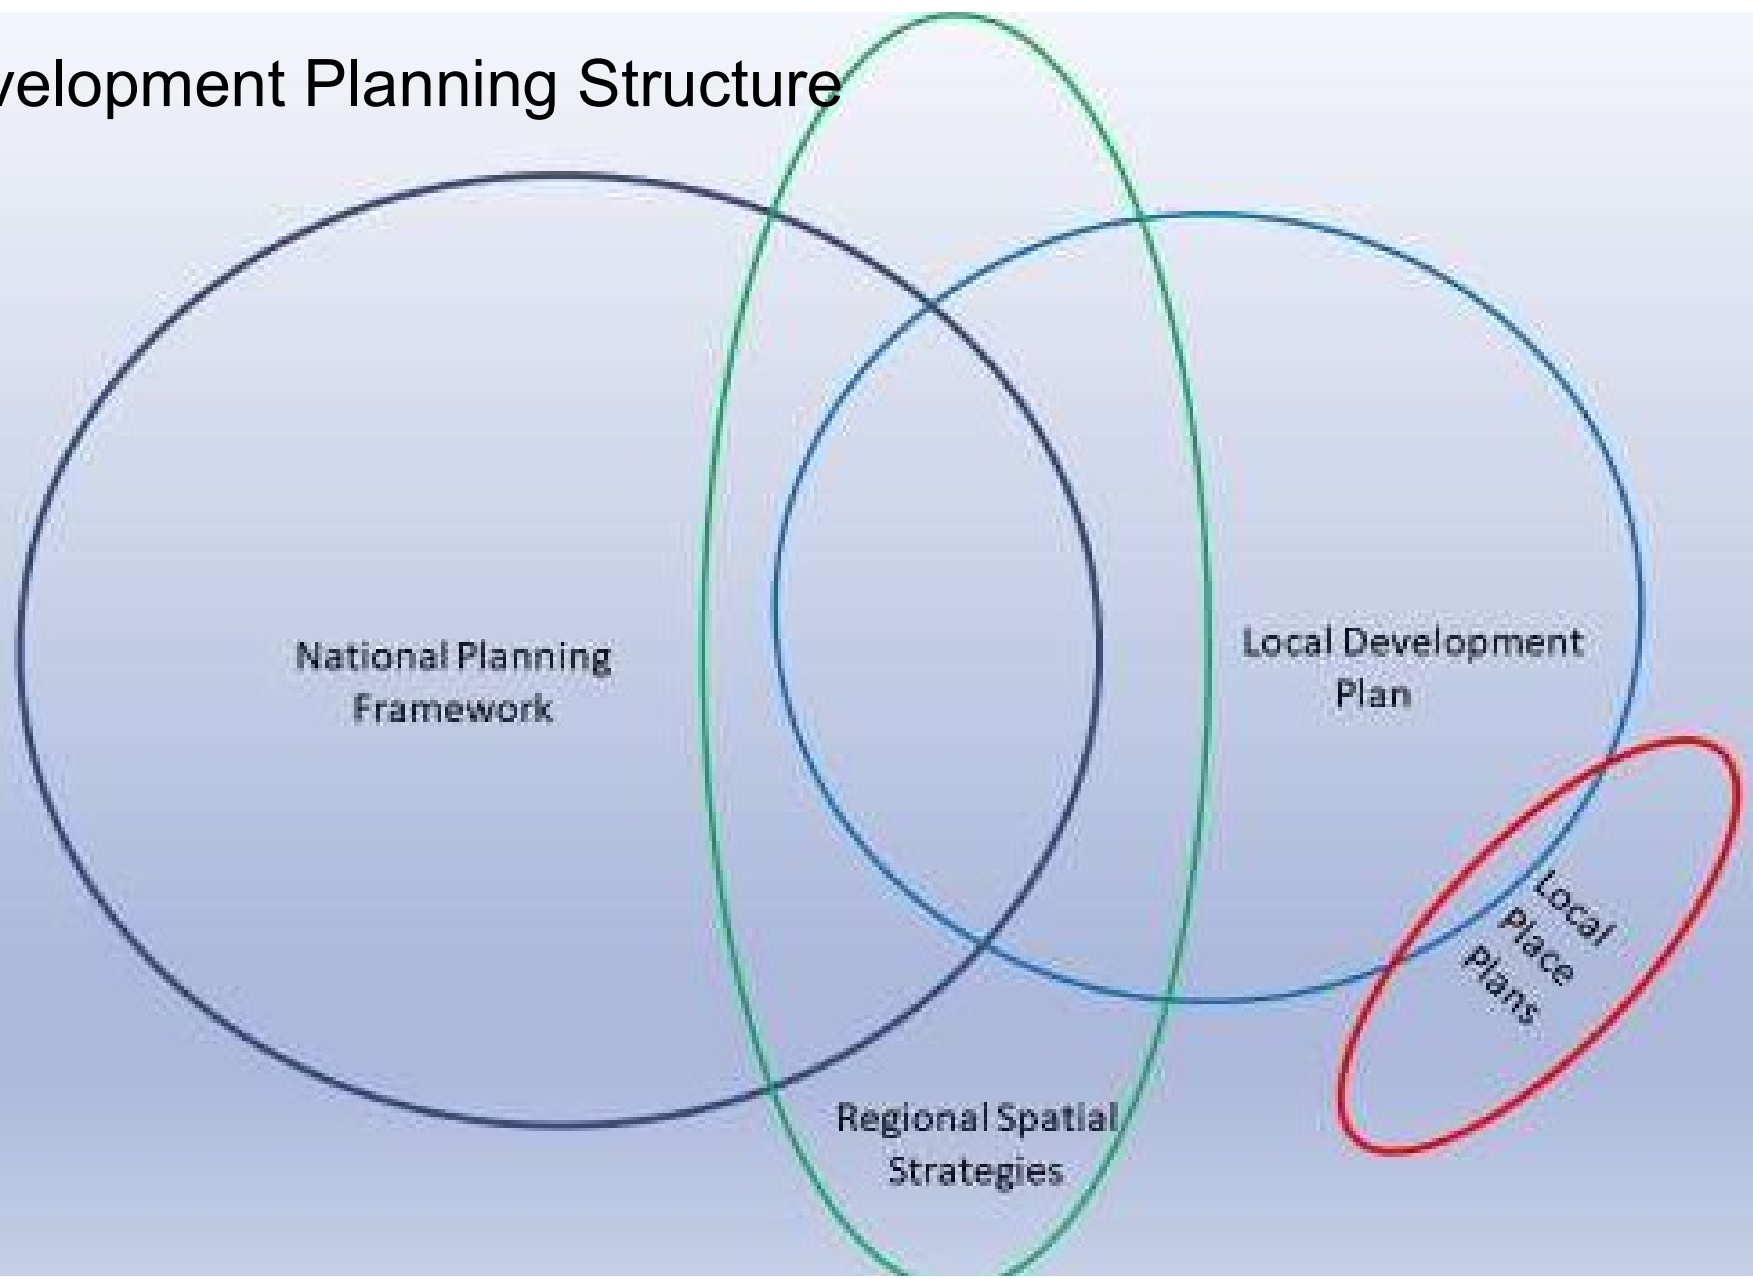 velopment Planning Structure
National Planning
Framework
Local Development
Plan
Local
Place
Plans
Regional Spatial
Strategies